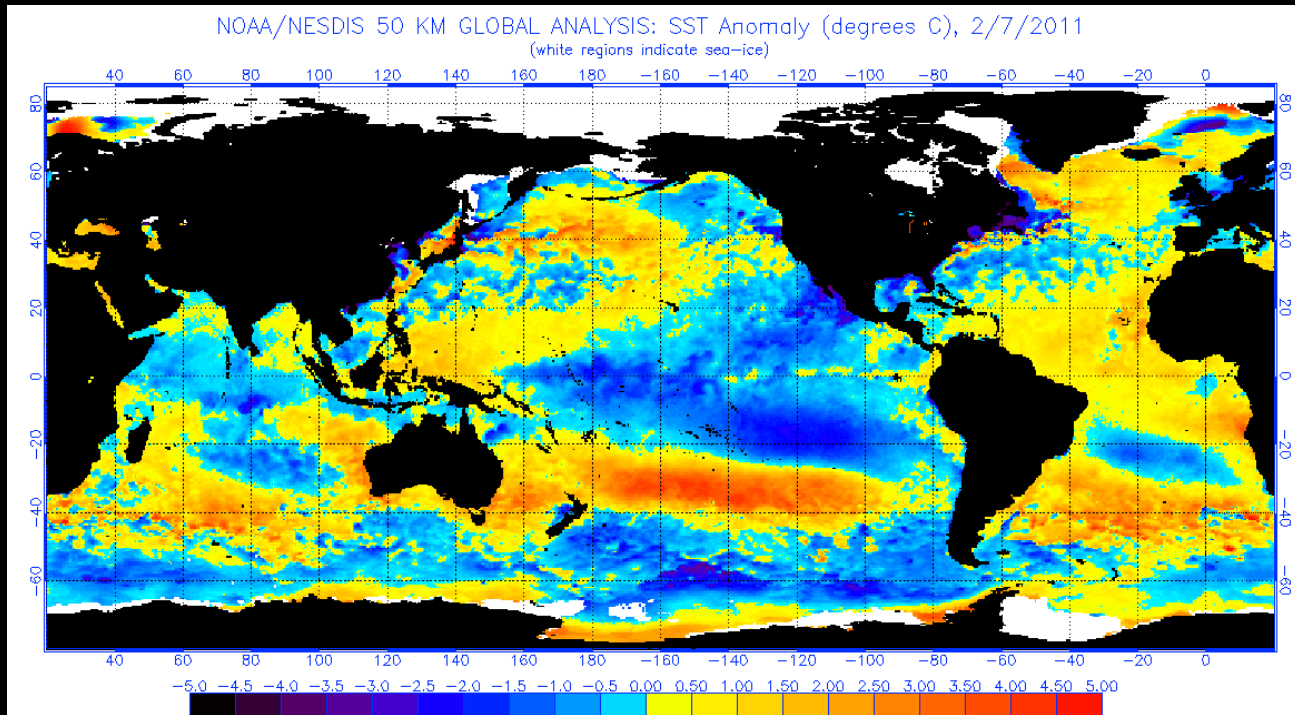 NOAA/NESDIS 50 KM GLOBAL ANALYSIS: SST Anomaly (degrees C), 2/7/2011
(white regions indicate sea-ice)
40 60 80 100 120 140 160 180 -160 -140 -120 -100 -80 -60 -40 -20 0
80 80
60 60
40 40
20 20
0 0
-20 -20
-40 -40
-60 -60
40 60 80 100 120 140 160 180 -160 -140 -120 -100 -80 -60 -40 -20 0
-5.0 -4.5 -4.0 -3.5 -3.0 -2.5 -2.0 -1.5 -1.0 -0.5 0.00 0.50 1.00 1.50 2.00 2.50 3.00 3.50 4.00 4.50 5.00